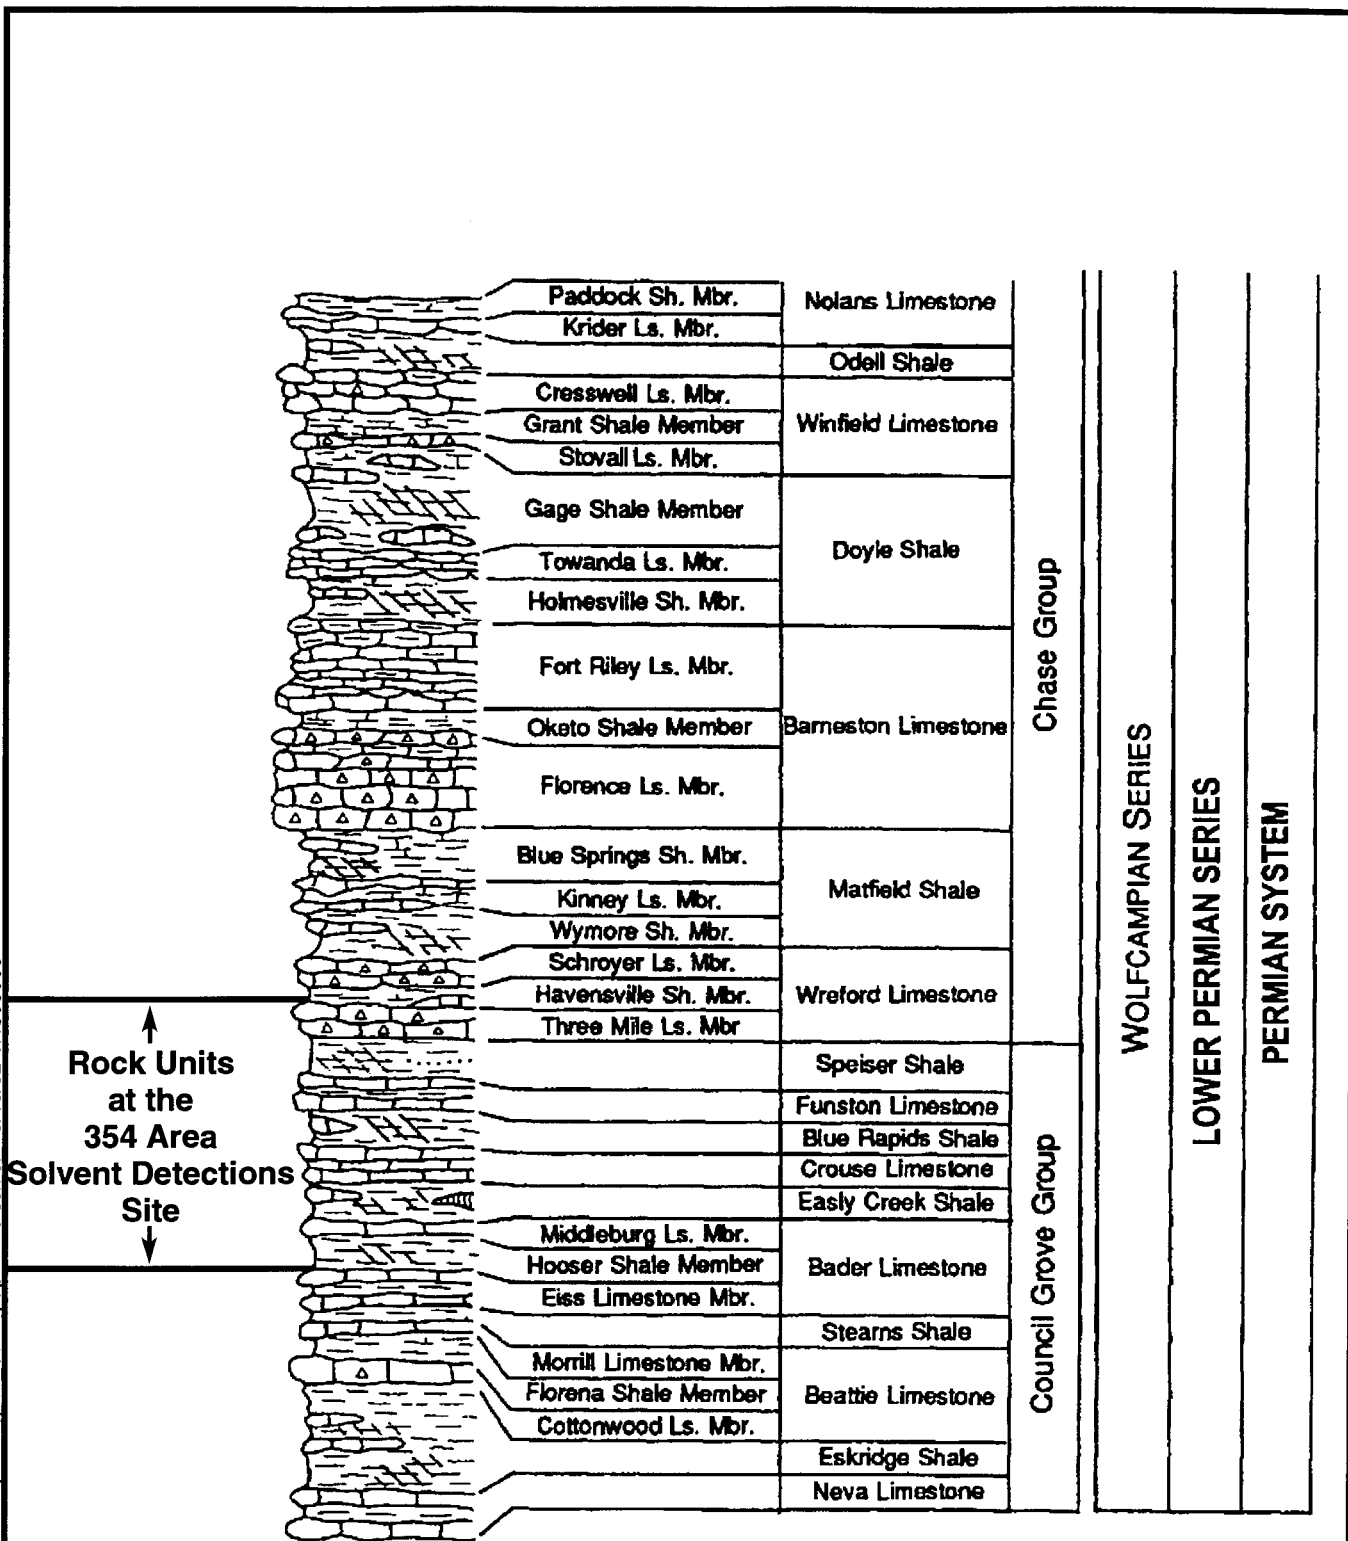 Paddock Sh. Mbr.
Krider Ls. Mbr.
Cresswell Ls. Mbr.
Grant Shale Member
Stovall Ls. Mbr.
Gage Shale Member
Towanda Ls. Mbr.
Holmesville Sh. Mbr.
Fort Riley Ls. Mbr.
Oketo Shale Member
Florence Ls. Mbr.
Blue Springs Sh. Mbr.
Kinney Ls. Mbr.
Wymore Sh. Mbr.
Schroyer Ls. Mbr.
Havensville Sh. Mbr.
Three Mile Ls. Mbr
Middleburg Ls. Mbr.
Hooser Shale Member
Eiss Limestone Mbr.
Morrill Limestone Mbr.
Florena Shale Member
Cottonwood Ls. Mbr.
Nolans Limestone
Odell Shale
Winfield Limestone
Doyle Shale
Barneston Limestone
Matfield Shale
Wreford Limestone
Speiser Shale
Funston Limestone
Blue Rapids Shale
Crouse Limestone
Easly Creek Shale
Bader Limestone
Stearns Shale
Beattie Limestone
Eskridge Shale
Neva Limestone
Chase Group
Council Grove Group
WOLFCAMPIAN SERIES
LOWER PERMIAN SERIES
PERMIAN SYSTEM
Rock Units
at the
354 Area
Solvent Detections
Site